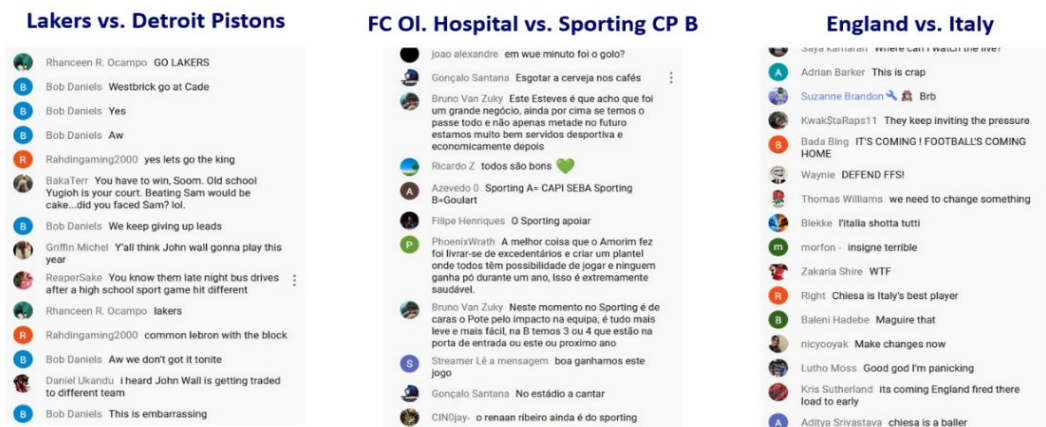 Lakers vs. Detroit Pistons
Rhanceen R. Ocampo GO LAKERS
Bob Daniels Westbrick go at Cade
Bob Daniels Yes
Bob Daniels Aw
Rahdingaming2000 yes lets go the king
BakaTerr You have to win, Soom. Old school
Yugioh is your court. Beating Sam would be
cake...did you faced Sam? lol.
Bob Daniels We keep giving up leads
Griffin Michel Y'all think John wall gonna play this
year
ReaperSake You know them late night bus drives
after a high school sport game hit different
Rhanceen R. Ocampo lakers
Rahdingaming2000 common lebron with the block
Bob Daniels Aw we don't got it tonite
Daniel Ukandu i heard John Wall is getting traded
to different team
Bob Daniels This is embarrassing
FC Ol. Hospital vs. Sporting CP B
joao alexandre em wue minuto foi o golo?
Gonçalo Santana Esgotar a cerveja nos cafés
Bruno Van Zuky Este Esteves é que acho que foi
um grande negócio, ainda por cima se temos o
passe todo e não apenas metade no futuro
estamos muito bem servidos desportiva e
economicamente depois
Ricardo Z todos são bons 💚
Azevedo 0 Sporting A= CAPI SEBA Sporting
B=Goulart
Filipe Henriques O Sporting apoiar
PhoenixWrath A melhor coisa que o Amorim fez
foi livrar-se de excedentários e criar um plantel
onde todos têm possibilidade de jogar e ninguem
ganha pó durante um ano, Isso é extremamente
saudável.
Bruno Van Zuky Neste momento no Sporting é de
caras o Pote pelo impacto na equipa, é tudo mais
leve e mais fácil, na B temos 3 ou 4 que estão na
porta de entrada ou este ou proximo ano
Streamer Lê a mensagem boa ganhamos este
jogo
Gonçalo Santana No estádio a cantar
CIN0jay- o renaan ribeiro ainda é do sporting
England vs. Italy
Saya kamaran Where can I watch the live?
Adrian Barker This is crap
Suzanne Brandon Brb
Kwak$taRaps11 They keep inviting the pressure
Bada Bing IT'S COMING ! FOOTBALL'S COMING
HOME
Waynie DEFEND FFS!
Thomas Williams we need to change something
Blekke l'italia shotta tutti
morfon - insigne terrible
Zakaria Shire WTF
Right Chiesa is Italy's best player
Baleni Hadebe Maguire that
nicyooyak Make changes now
Lutho Moss Good god I'm panicking
Kris Sutherland its coming England fired there
load to early
Aditya Srivastava chiesa is a baller